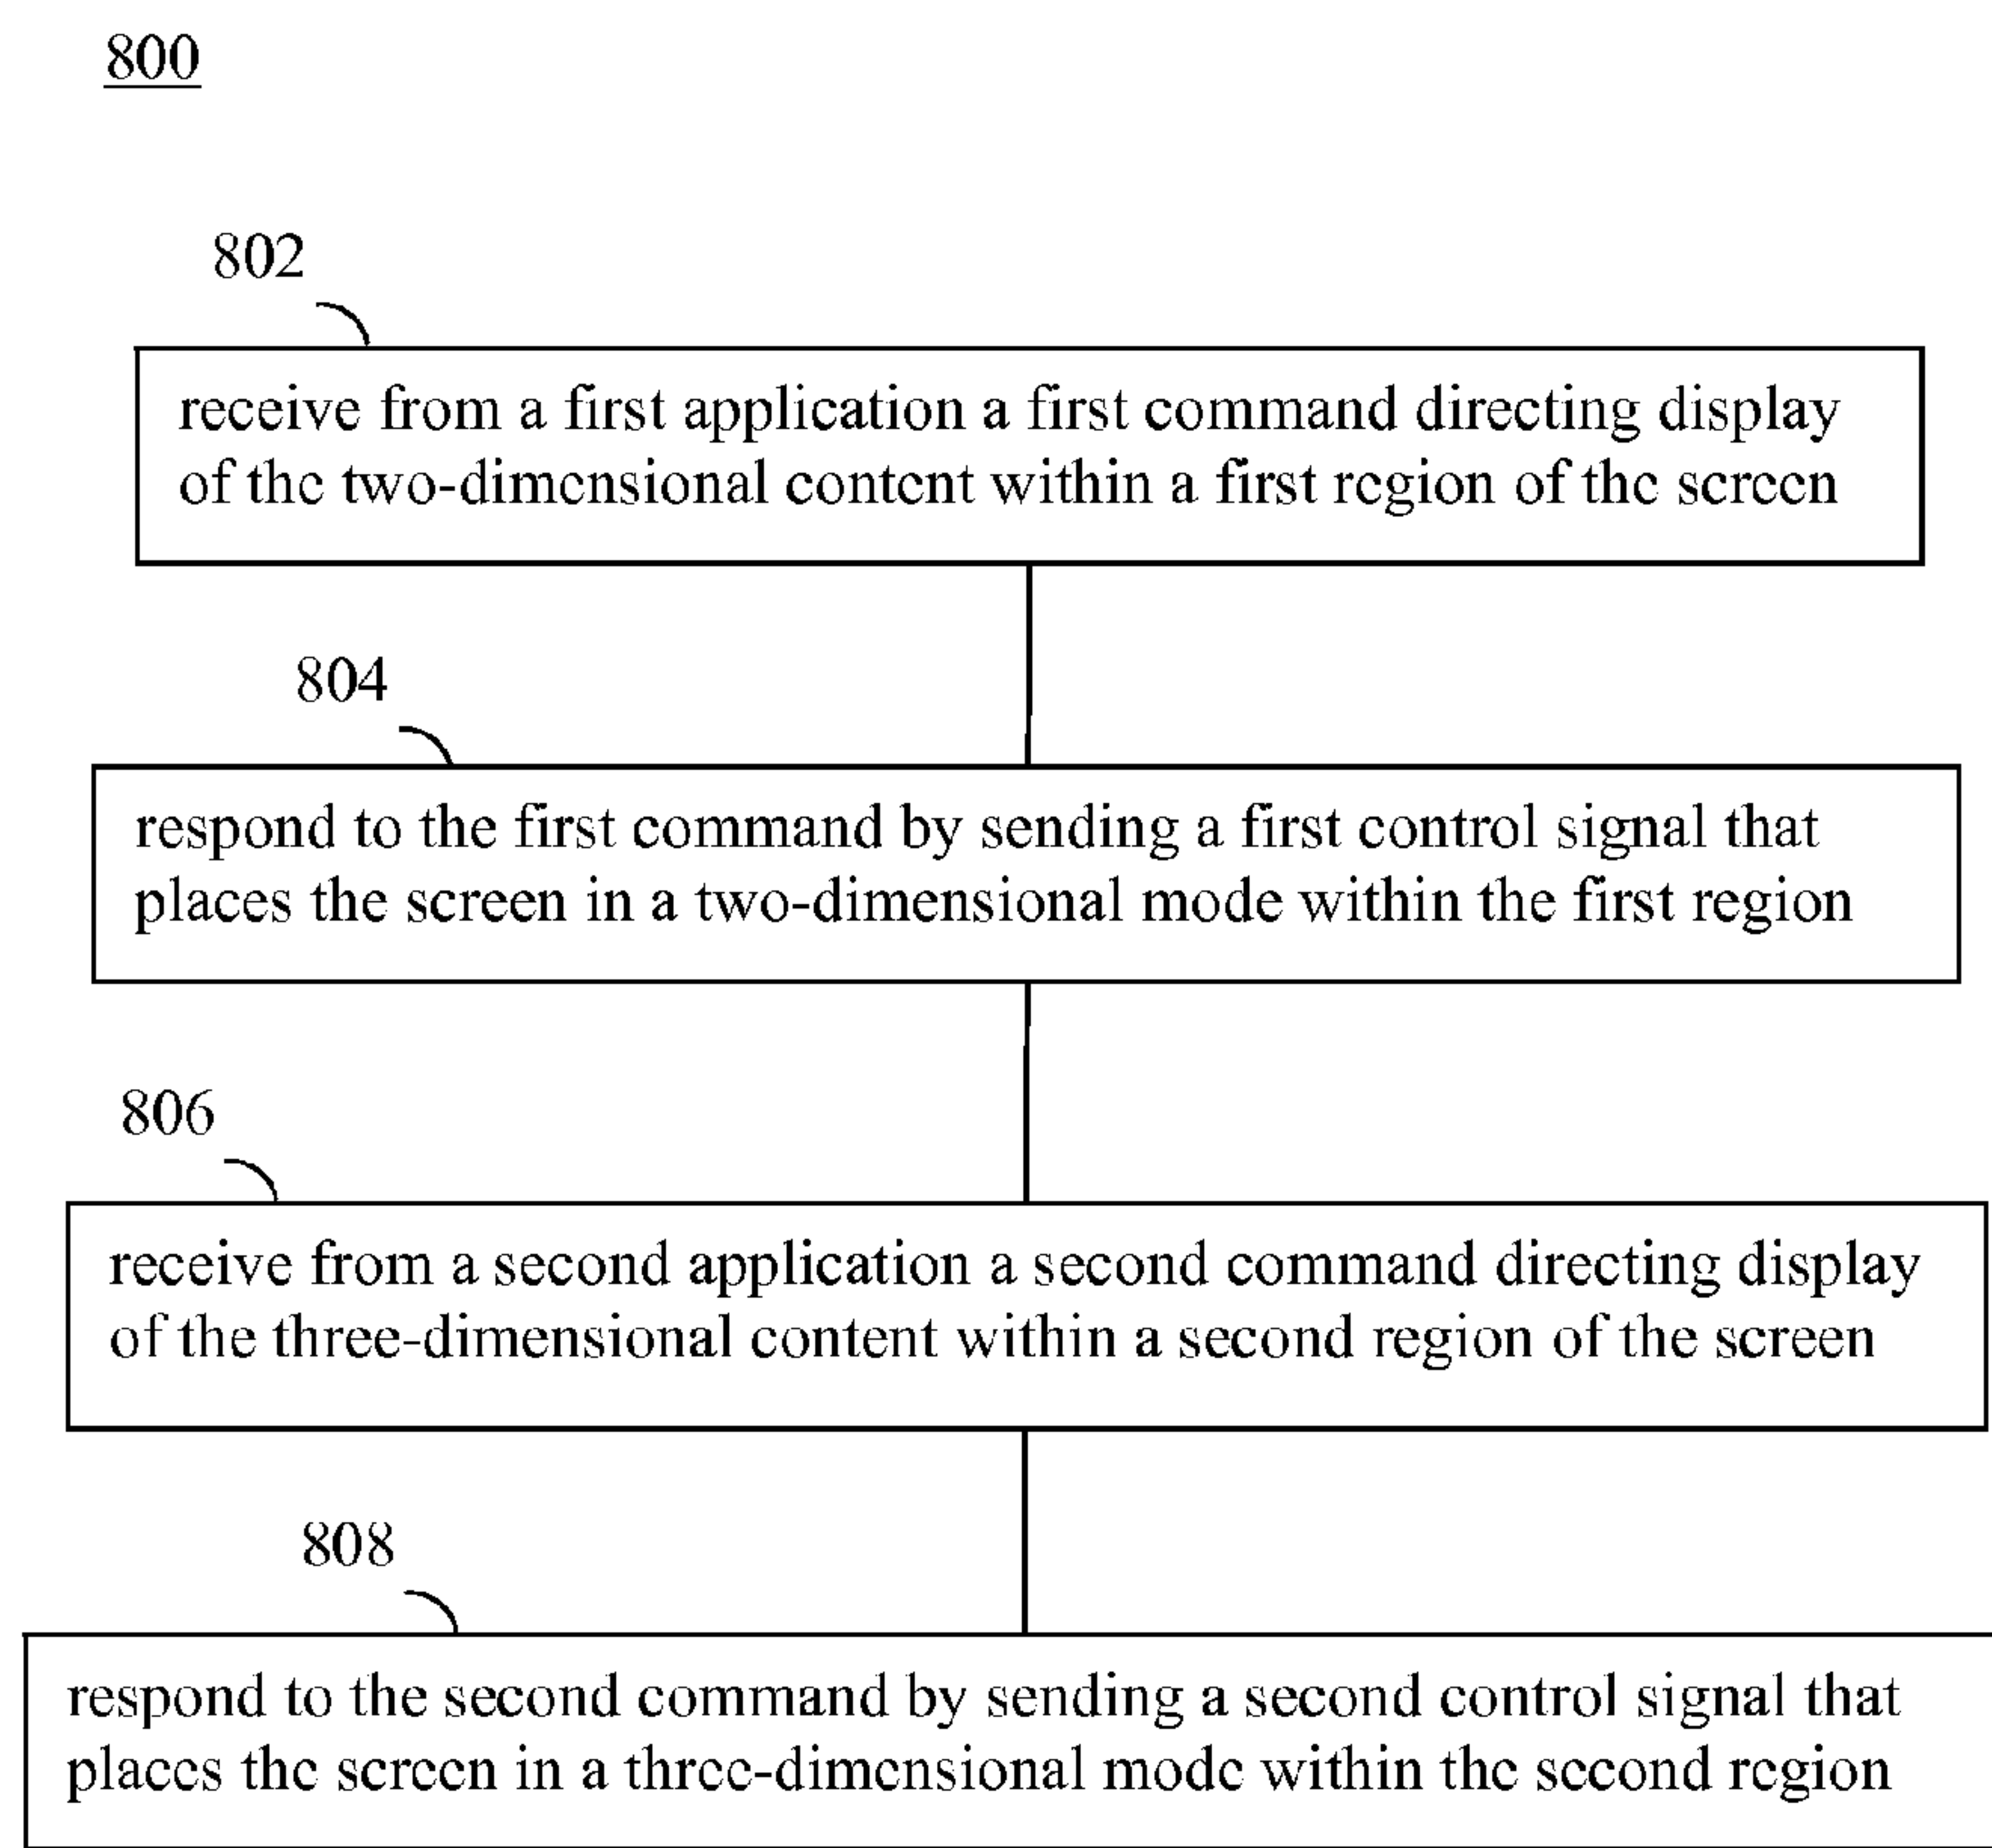 800
802
receive from a first application a first command directing display
of the two-dimensional content within a first region of the screen
804
respond to the first command by sending a first control signal that
places the screen in a two-dimensional mode within the first region
806
receive from a second application a second command directing display
of the three-dimensional content within a second region of the screen
808
respond to the second command by sending a second control signal that
places the screen in a three-dimensional mode within the second region